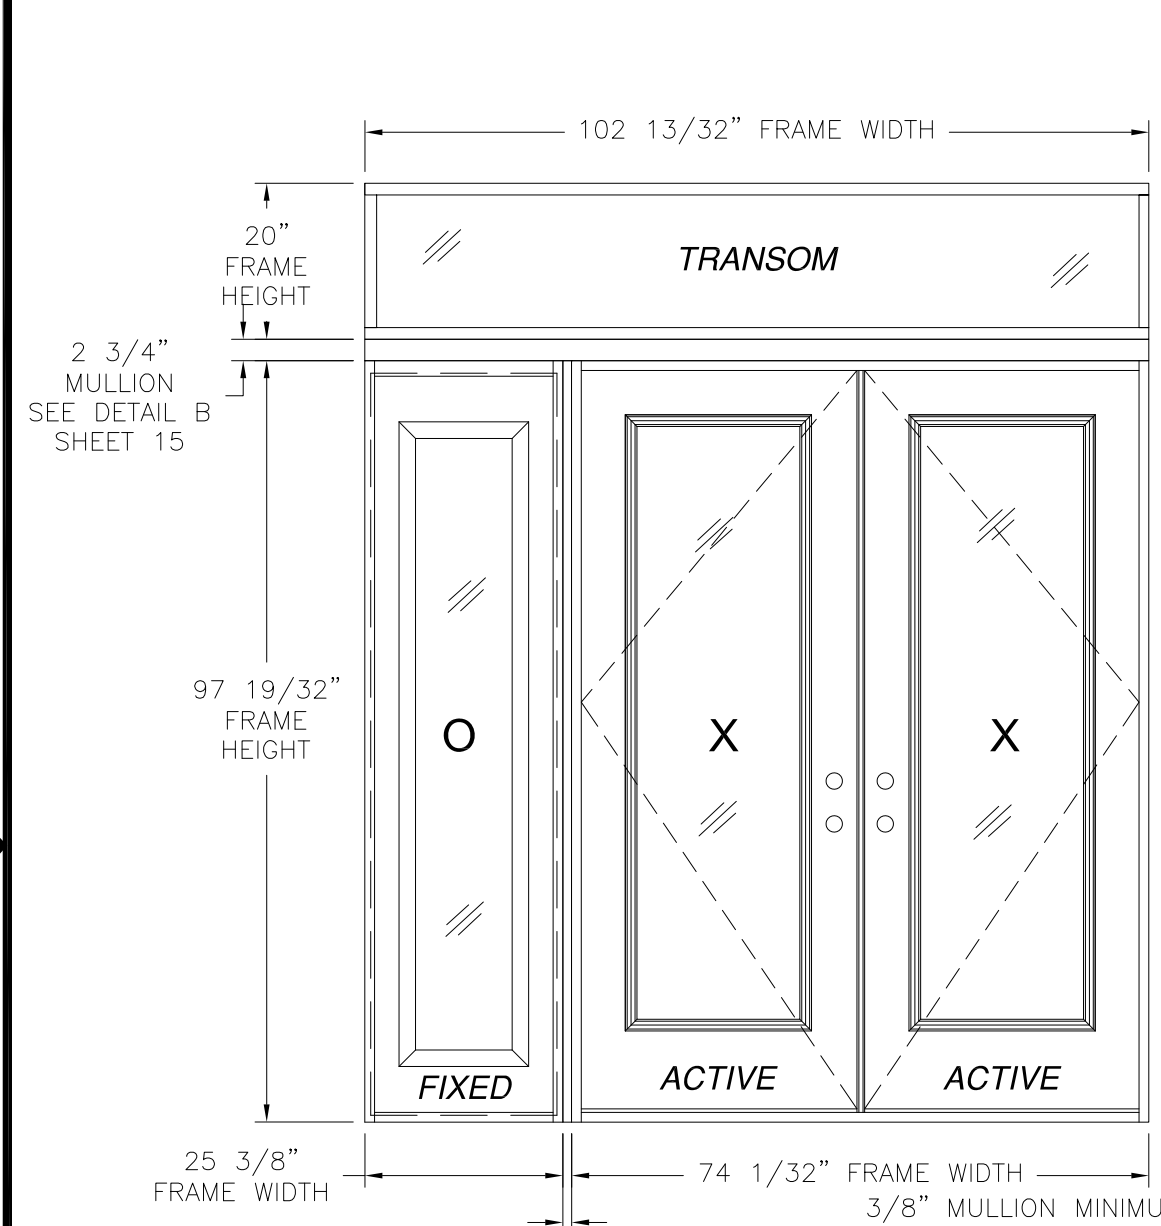 102 13/32” FRAME WIDTH
20”
FRAME
HEIGHT
TRANSOM
2 3/4”
MULLION
SEE DETAIL B
SHEET 15
97 19/32”
FRAME
HEIGHT
O
X
X
FIXED
ACTIVE
ACTIVE
25 3/8”
FRAME WIDTH
74 1/32” FRAME WIDTH
3/8” MULLION MINIMU